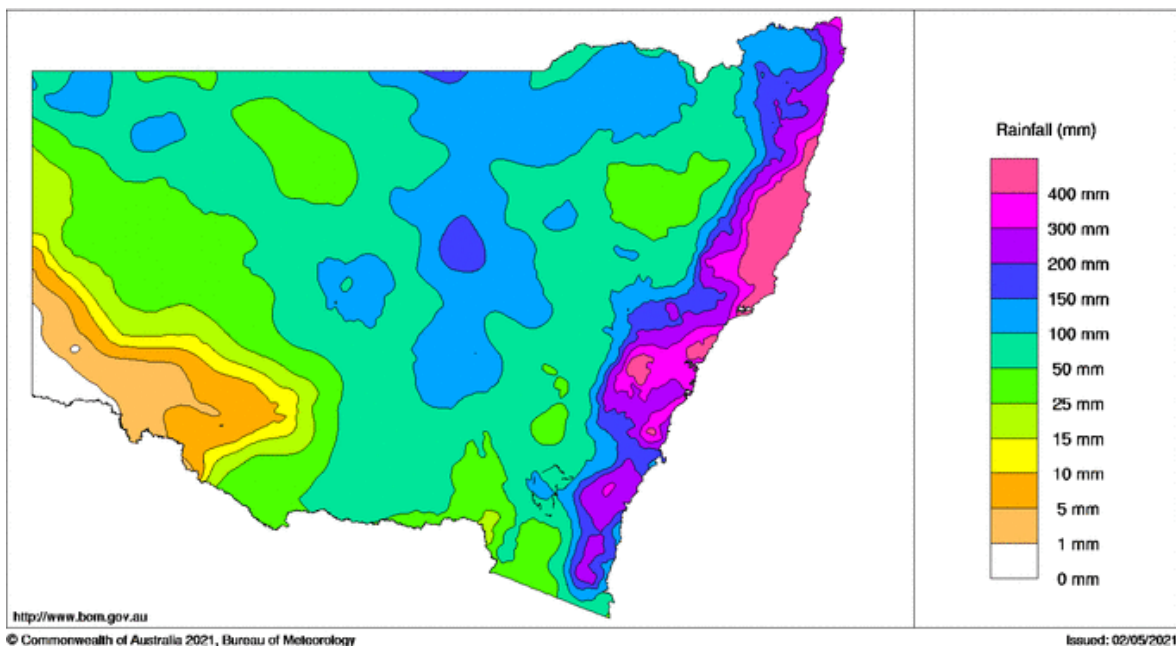 Rainfall (mm)
400 mm
300 mm
200 mm
150 mm
100 mm
50 mm
25 mm
15 mm
10 mm
5 mm
1 mm
0 mm
http://www.bom.gov.au
© Commonwealth of Australia 2021, Bureau of Meteorology
Issued: 02/05/2021